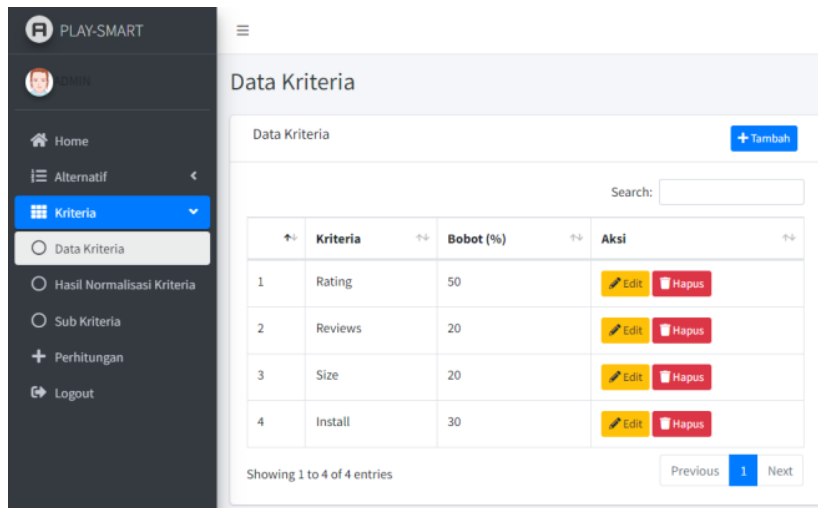 PLAY-SMART
ADMIN
Home
Alternatif
Kriteria
Data Kriteria
Hasil Normalisasi Kriteria
Sub Kriteria
Perhitungan
Logout
Data Kriteria
Data Kriteria
Tambah
Search:
Kriteria Bobot (%) Aksi
1 Rating 50 Edit Hapus
2 Reviews 20 Edit Hapus
3 Size 20 Edit Hapus
4 Install 30 Edit Hapus
Showing 1 to 4 of 4 entries
Previous 1 Next